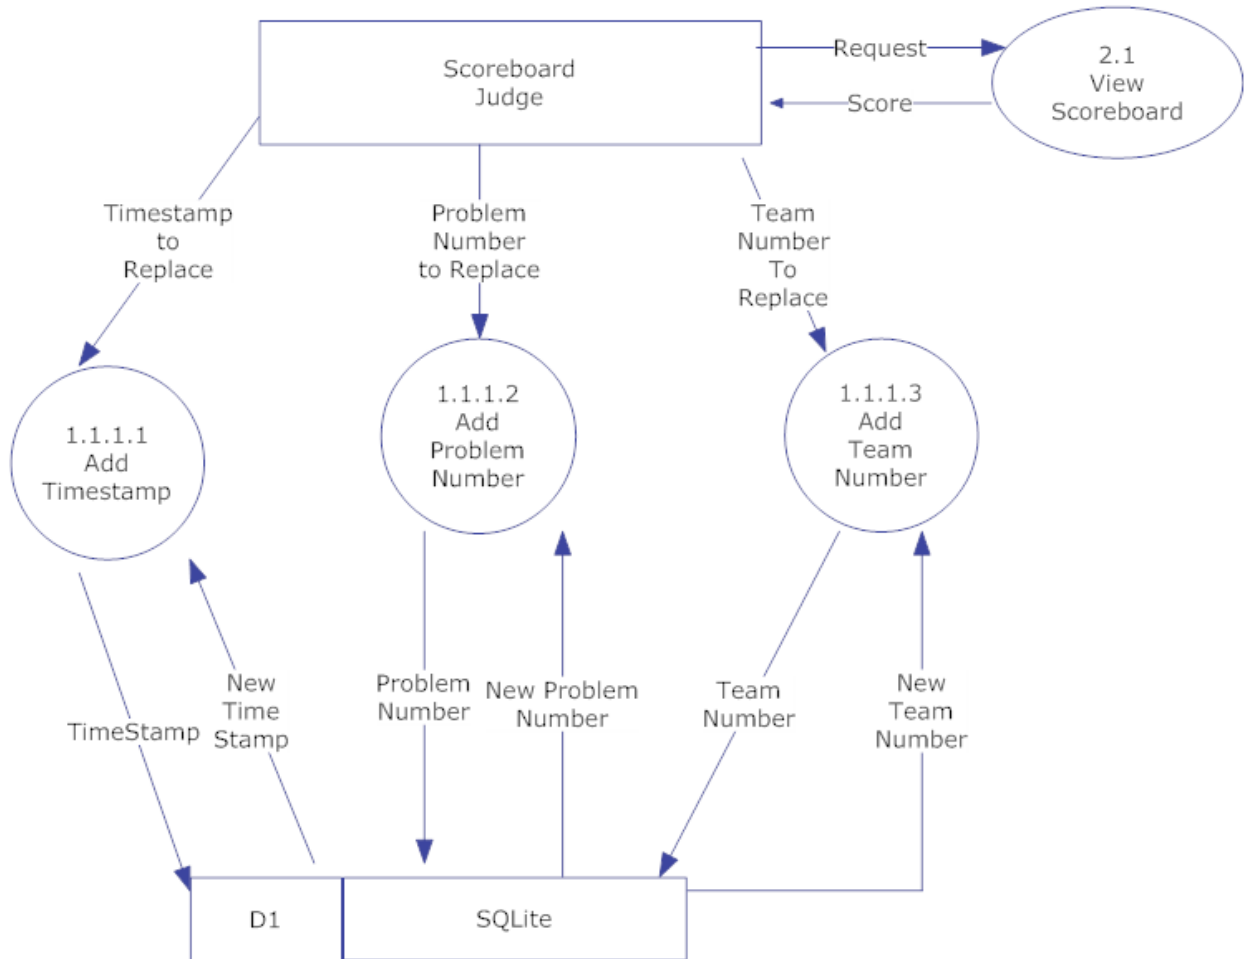 Scoreboard
Judge
Request
Score
2.1
View
Scoreboard
Timestamp
to
Replace
Problem
Number
to Replace
Team
Number
To
Replace
1.1.1.1
Add
Timestamp
1.1.1.2
Add
Problem
Number
1.1.1.3
Add
Team
Number
TimeStamp
New
Time
Stamp
Problem
Number
New Problem
Number
Team
Number
New
Team
Number
D1
SQLite